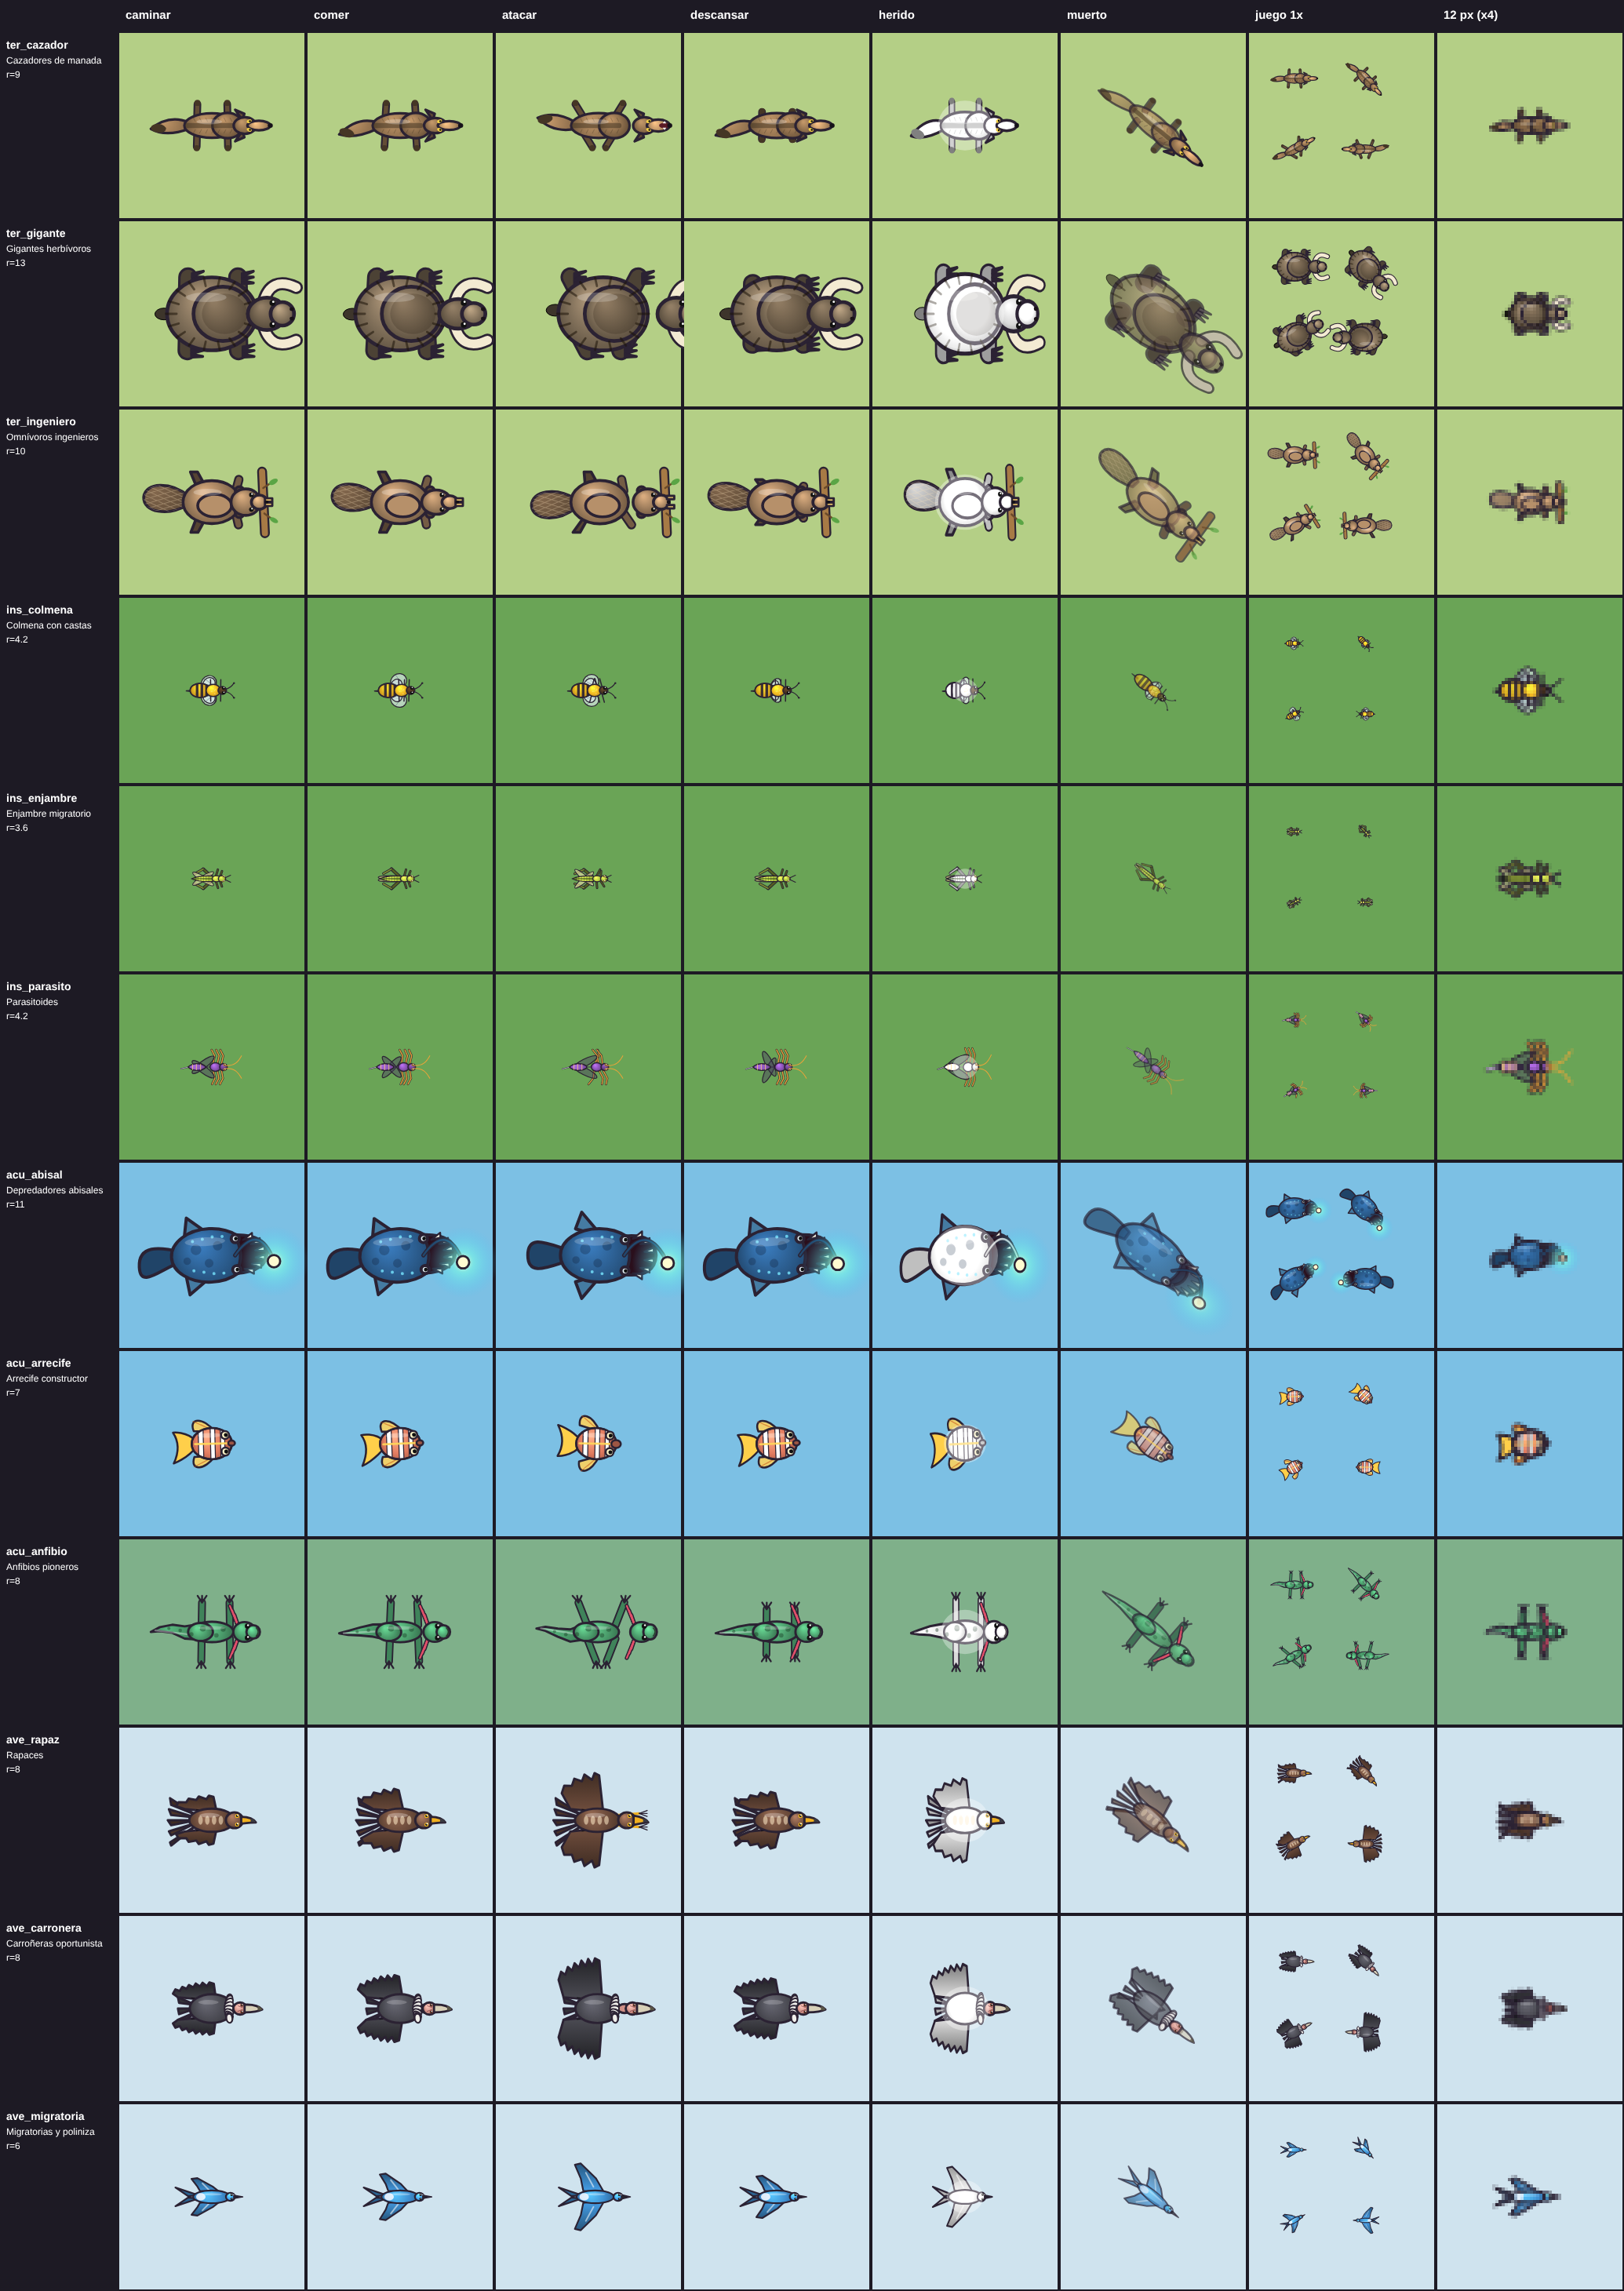 caminar comer atacar descansar herido muerto juego 1x 12 px (x4)
ter_cazador
Cazadores de manada
r=9
ter_gigante
Gigantes herbívoros
r=13
ter_ingeniero
Omnívoros ingenieros
r=10
ins_colmena
Colmena con castas
r=4.2
ins_enjambre
Enjambre migratorio
r=3.6
ins_parasito
Parasitoides
r=4.2
acu_abisal
Depredadores abisales
r=11
acu_arrecife
Arrecife constructor
r=7
acu_anfibio
Anfibios pioneros
r=8
ave_rapaz
Rapaces
r=8
ave_carronera
Carroñeras oportunista
r=8
ave_migratoria
Migratorias y poliniza
r=6